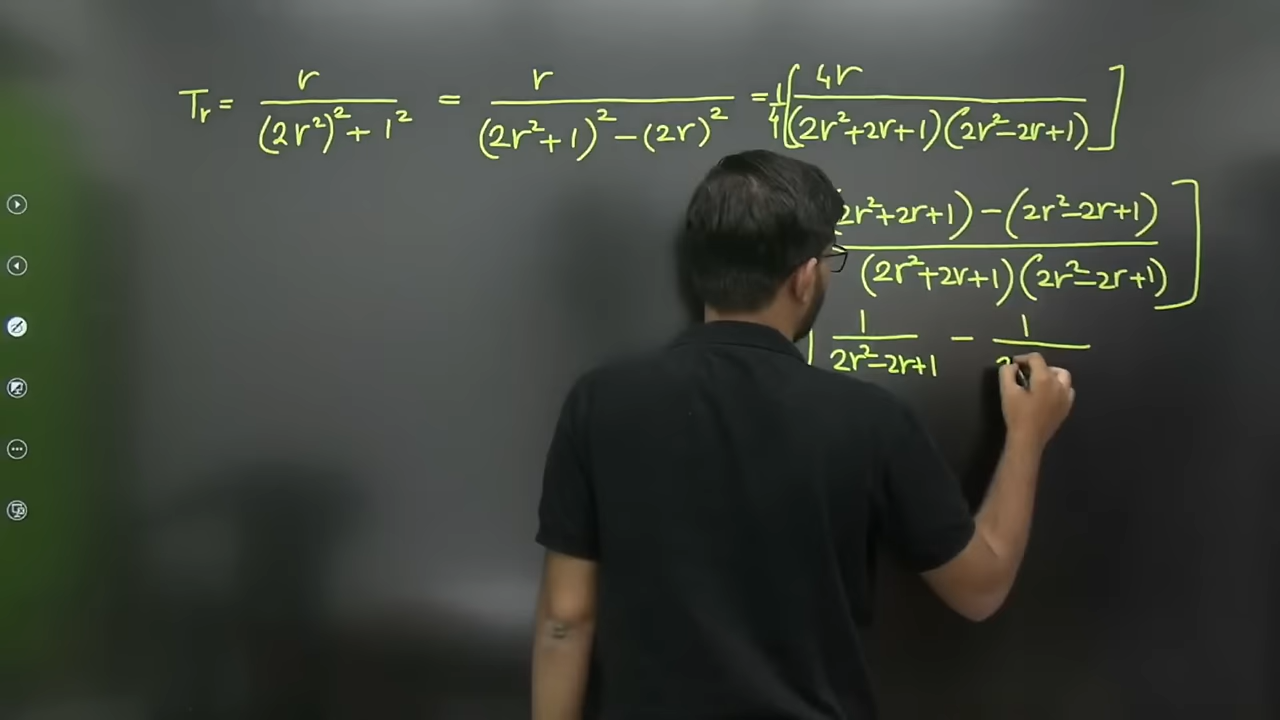 Tr = r/((2r²)² + 1²) = r/((2r²+1)² − (2r)²) = 1/4[4r/((2r²+2r+1)(2r²−2r+1))]
2r²+2r+1) − (2r²−2r+1)/((2r²+2r+1)(2r²−2r+1))]
[1/(2r²−2r+1) − 1/